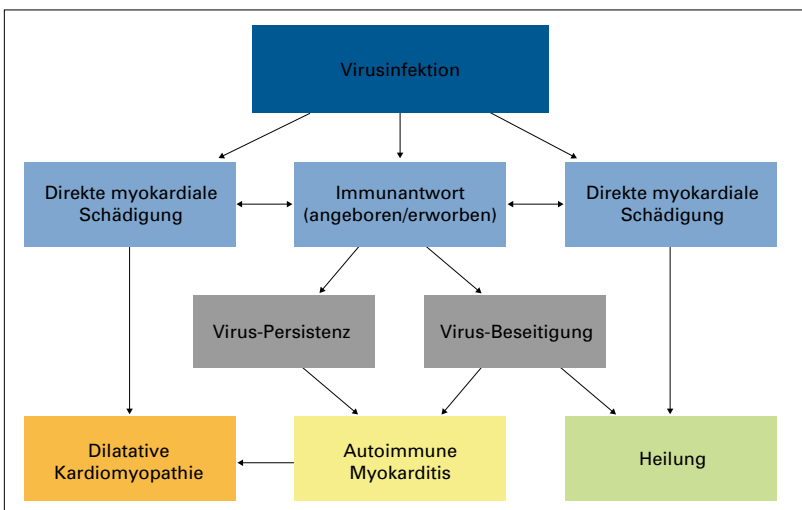 Virusinfektion
Direkte myokardiale
Schädigung
Immunantwort
(angeboren/erworben)
Direkte myokardiale
Schädigung
Virus-Persistenz
Virus-Beseitigung
Dilatative
Kardiomyopathie
Autoimmune
Myokarditis
Heilung